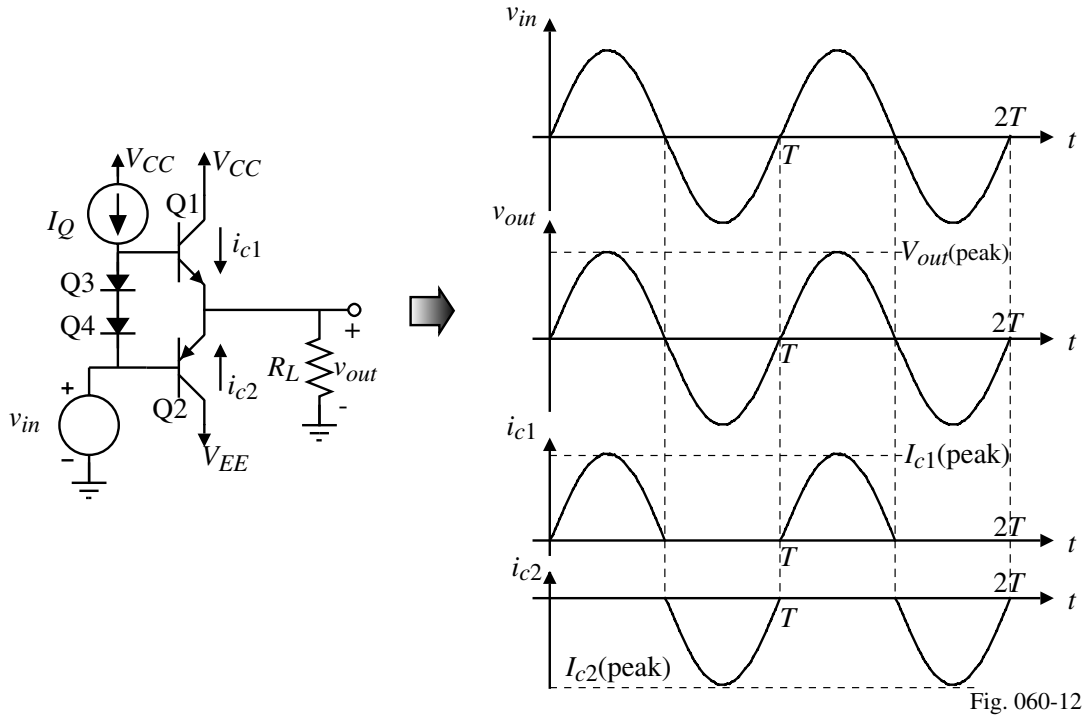 V_CC
V_CC
I_Q
Q1
i_c1
Q3
Q4
+
R_L
v_out
-
i_c2
Q2
+
v_in
–
V_EE
v_in
2T
t
T
v_out
V_out(peak)
2T
t
T
i_c1
I_c1(peak)
2T
t
T
i_c2
2T
t
T
I_c2(peak)
Fig. 060-12